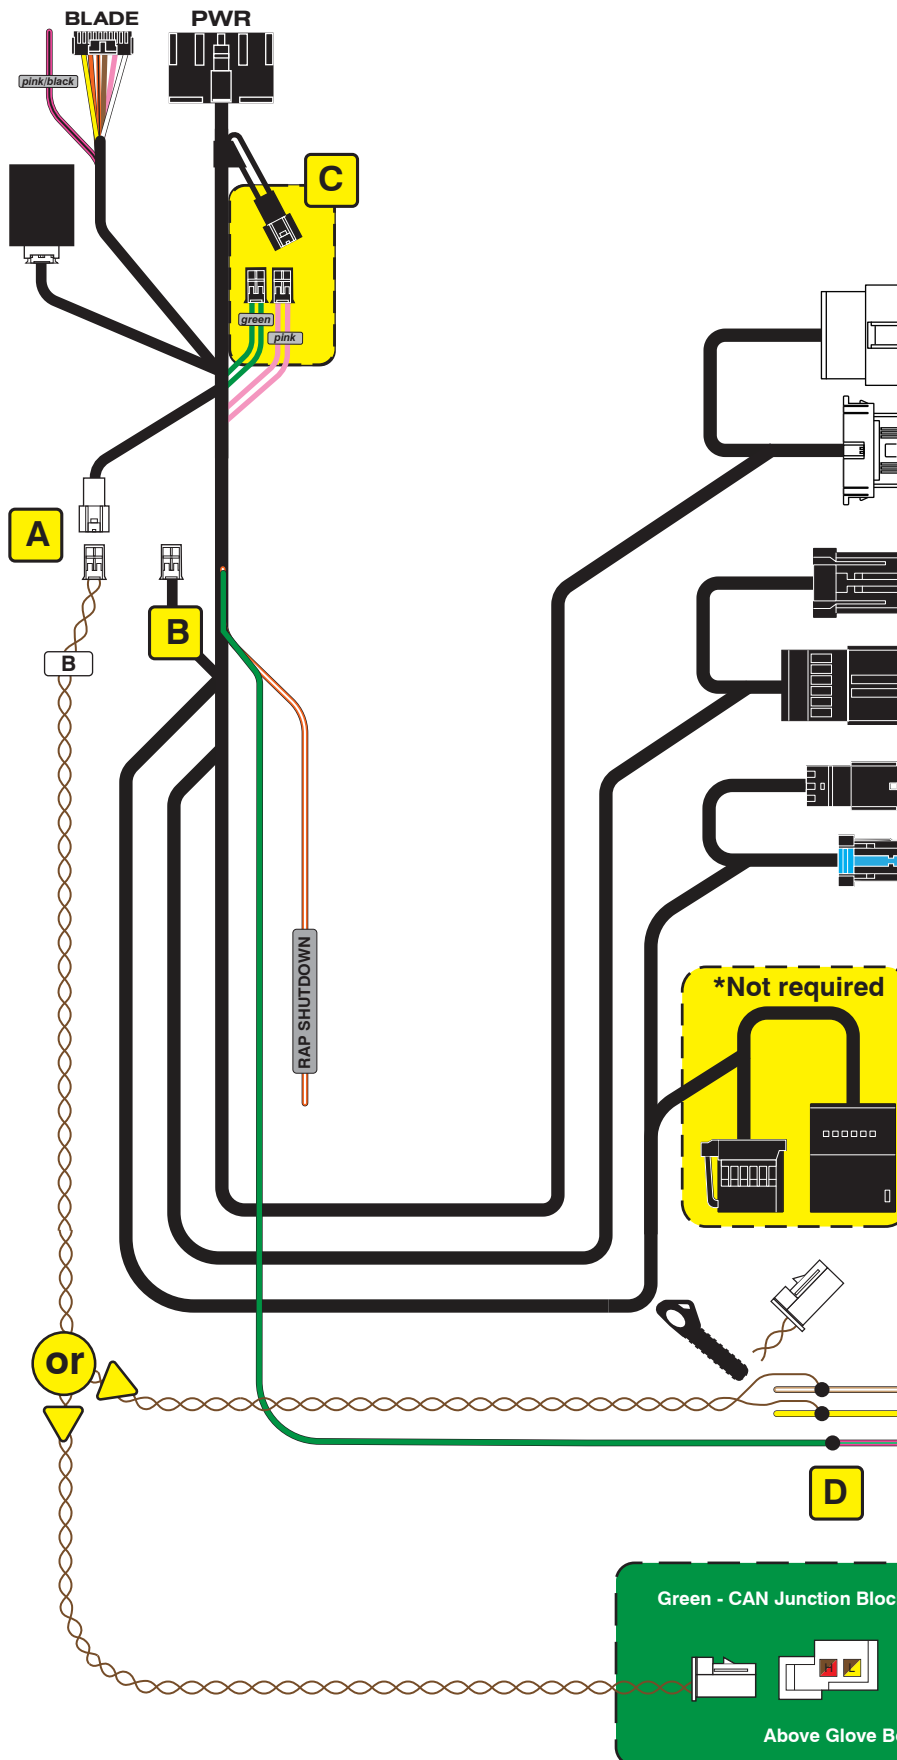 BLADE
PWR
pink/black
C
green
pink
A
B
B
RAP SHUTDOWN
*Not required
or
D
Green - CAN Junction Bloc
H L
Above Glove B